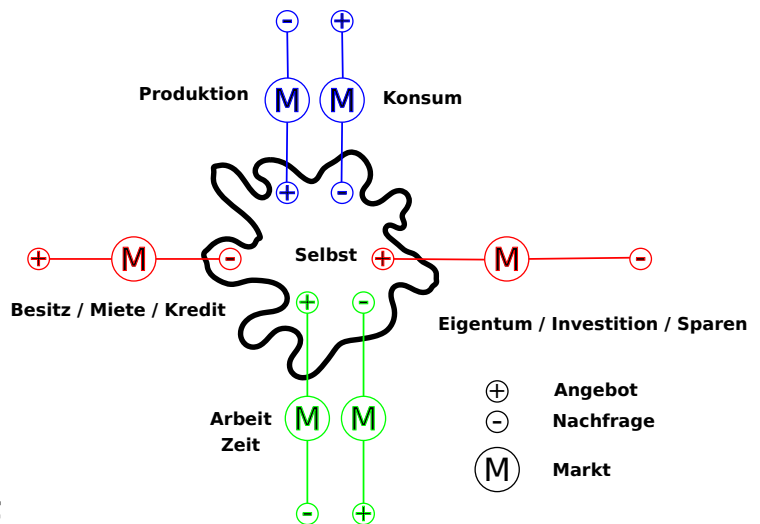 - +
Produktion M M Konsum
+ -
Selbst
+ M - + M -
Besitz / Miete / Kredit
Eigentum / Investition / Sparen
+ -
+ Angebot
- Nachfrage
Arbeit M M
Zeit
M Markt
- +